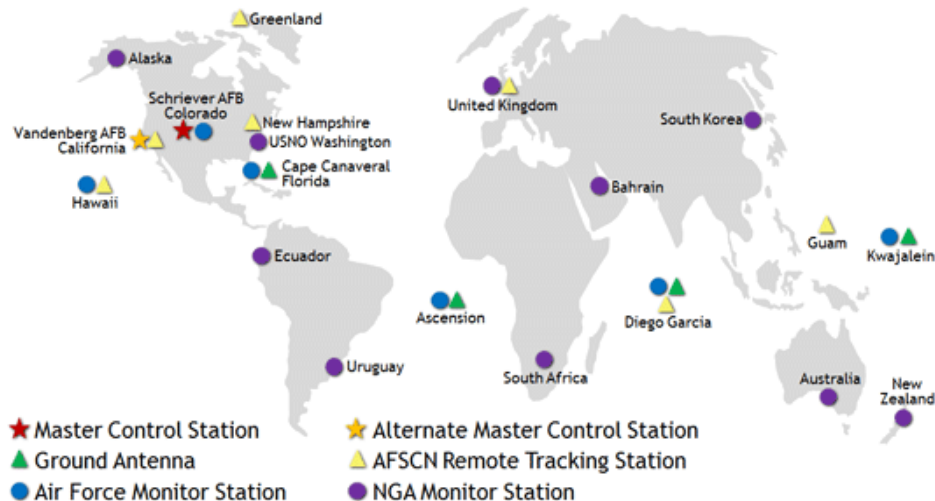 Greenland
Alaska
Schriever AFB
Colorado
New Hampshire
Vandenberg AFB
California
USNO Washington
Cape Canaveral
Florida
Hawaii
United Kingdom
South Korea
Bahrain
Guam
Kwajalein
Ecuador
Ascension
Diego Garcia
Uruguay
South Africa
Australia
New
Zealand
Master Control Station
Alternate Master Control Station
Ground Antenna
AFSCN Remote Tracking Station
Air Force Monitor Station
NGA Monitor Station